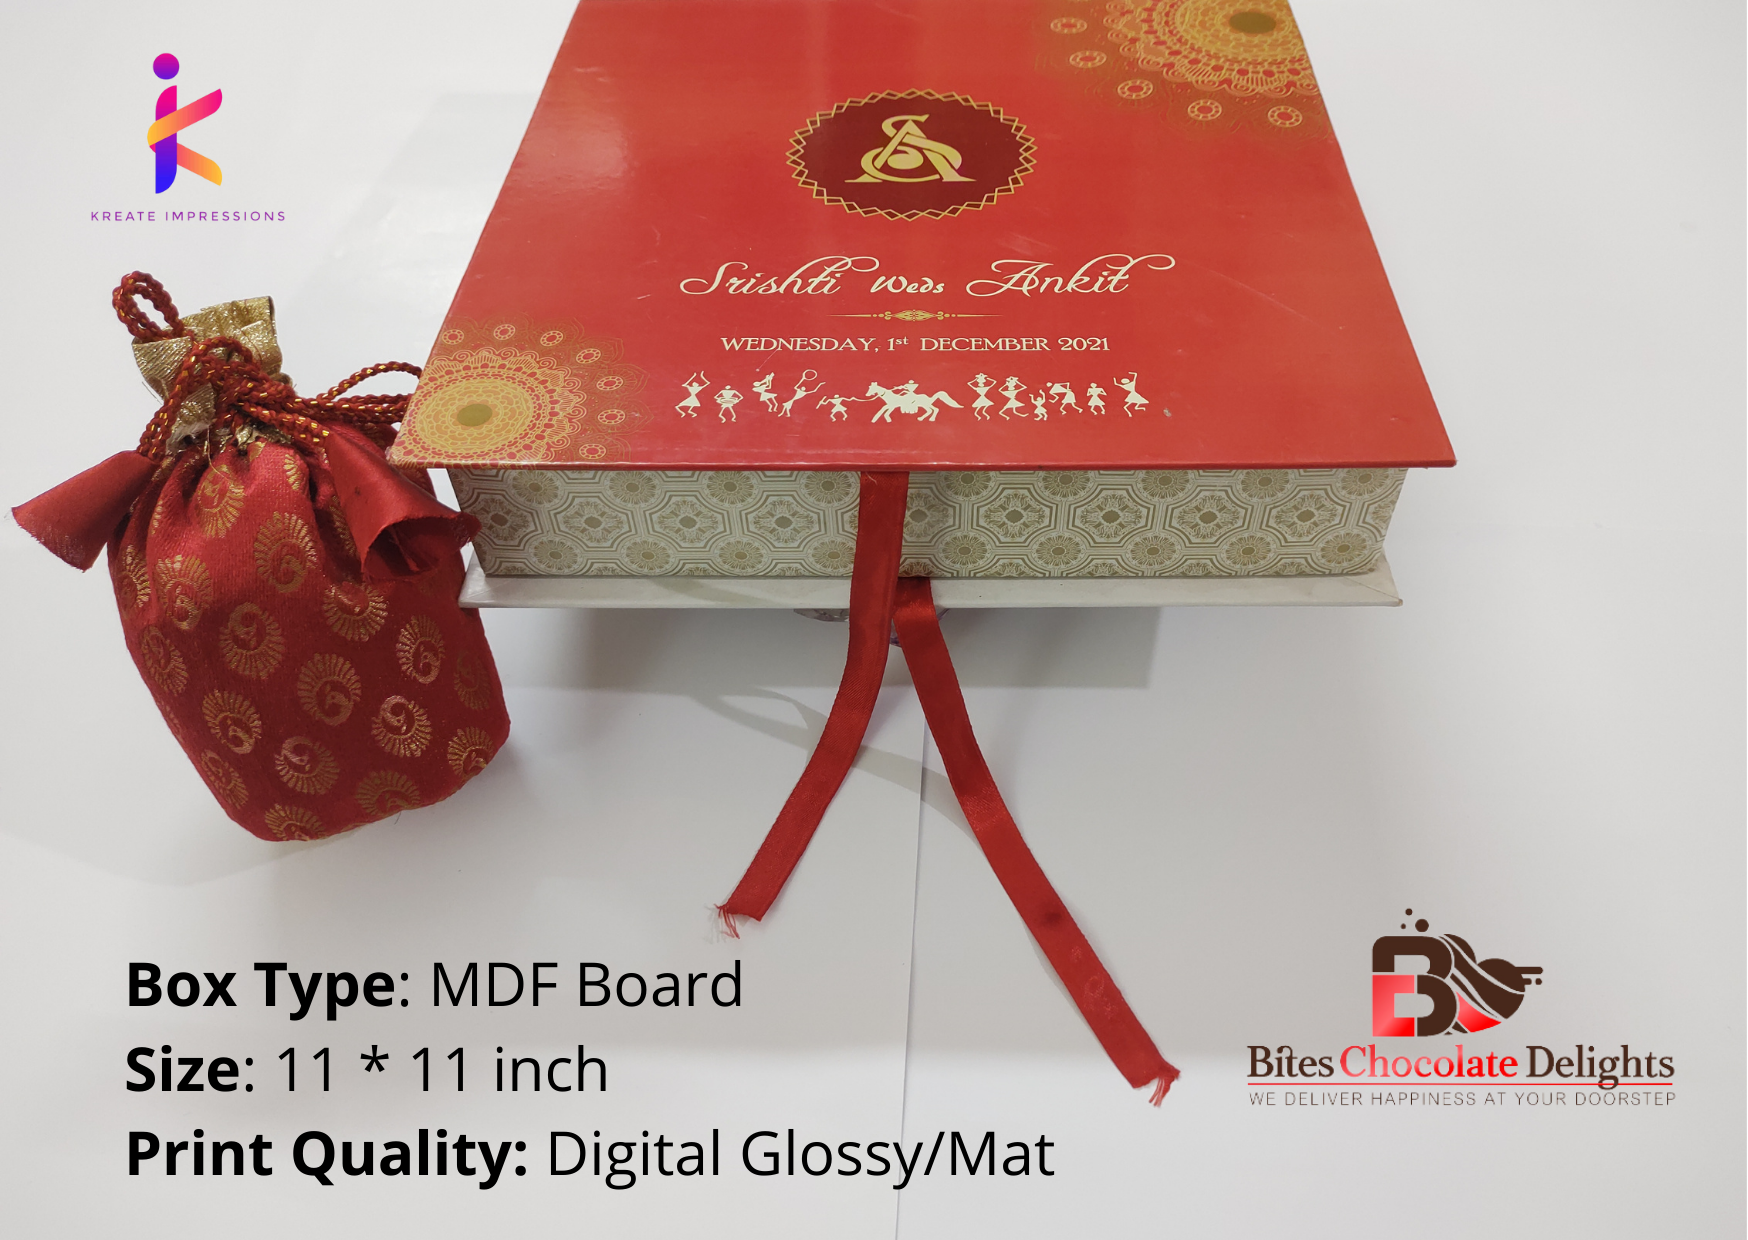 KREATE IMPRESSIONS
SA
Srishti Weds Ankit
WEDNESDAY, 1st DECEMBER 2021
Box Type: MDF Board
Size: 11 * 11 inch
Print Quality: Digital Glossy/Mat
B
Bites Chocolate Delights
WE DELIVER HAPPINESS AT YOUR DOORSTEP